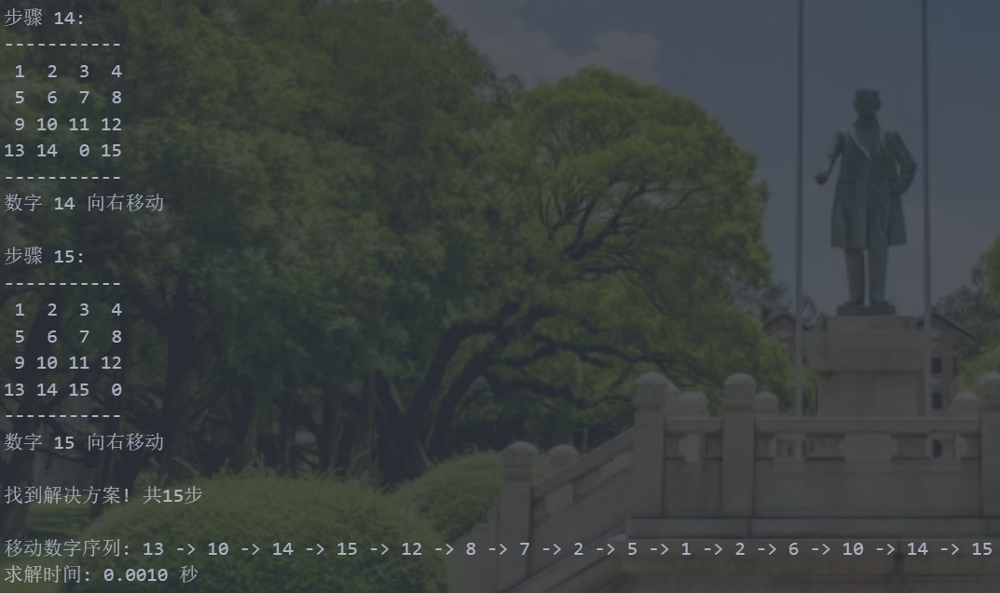 步骤 14:
-----------
 1  2  3  4
 5  6  7  8
 9 10 11 12
13 14  0 15
-----------
数字 14 向右移动
步骤 15:
-----------
 1  2  3  4
 5  6  7  8
 9 10 11 12
13 14 15  0
-----------
数字 15 向右移动
找到解决方案! 共15步
移动数字序列: 13 -> 10 -> 14 -> 15 -> 12 -> 8 -> 7 -> 2 -> 5 -> 1 -> 2 -> 6 -> 10 -> 14 -> 15
求解时间: 0.0010 秒